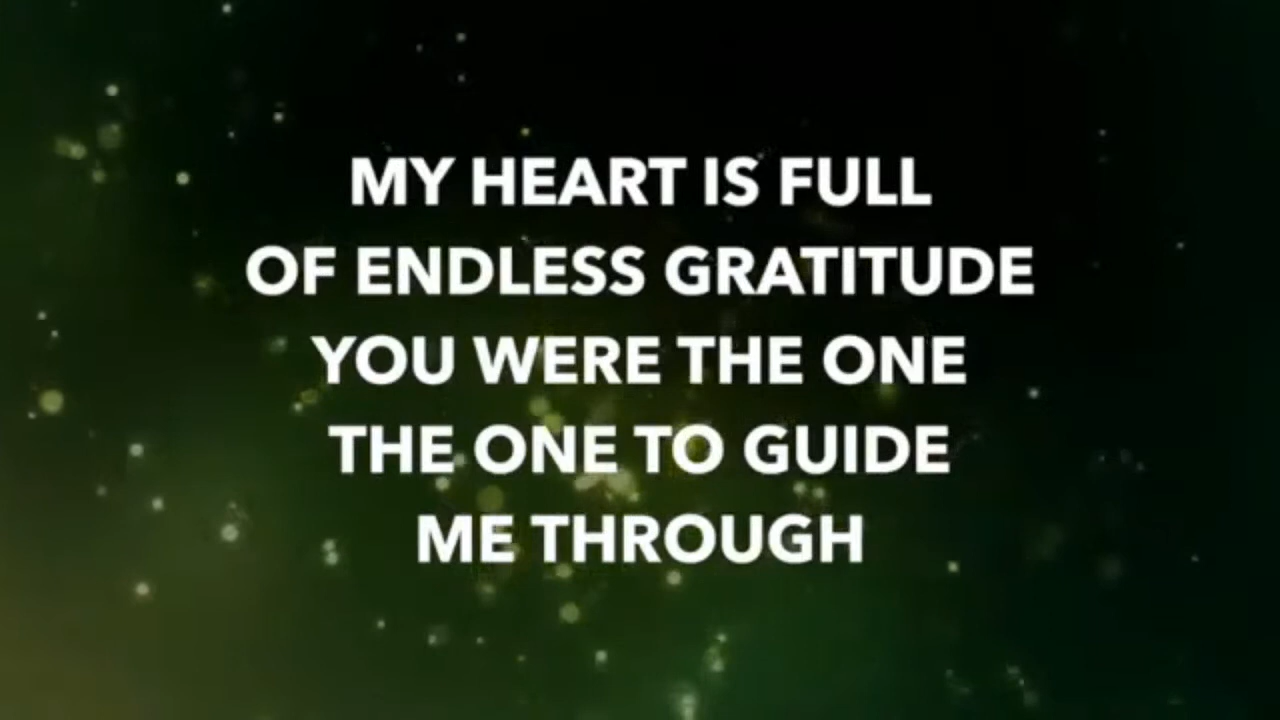 MY HEART IS FULL
OF ENDLESS GRATITUDE
YOU WERE THE ONE
THE ONE TO GUIDE
ME THROUGH